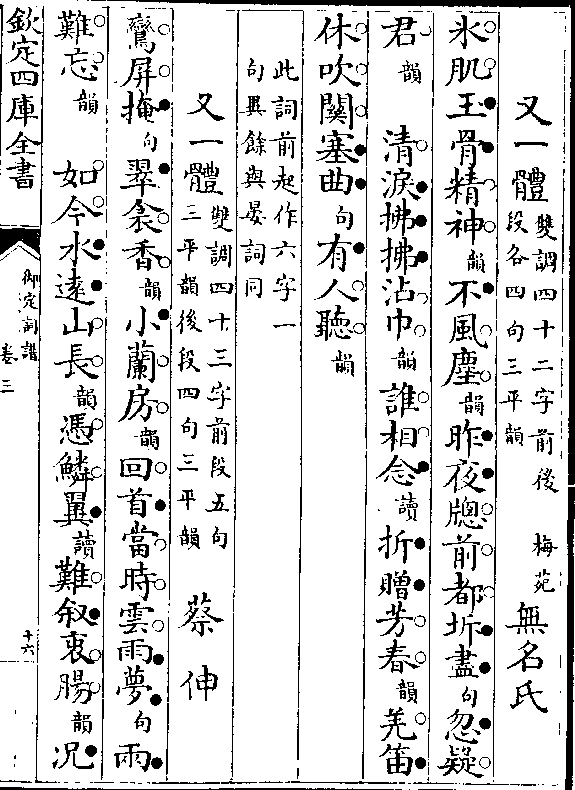 又一體 雙調四十二字前後段各四句三平韻 梅苑無名氏
氷肌玉骨精神韻不風塵韻昨夜牕前都坼盡句忽疑
君韻 清淚拂拂沾巾韻誰相念讀折贈芳春韻羌笛
休吹關塞曲句有人聽韻
此詞前起作六字一
句異餘與晏詞同
又一體 雙調四十三字前段五句三平韻後段四句三平韻 蔡伸
鸞屏掩句翠衾香韻小蘭房韻回首當時雲雨夢句兩
難忘韻 如今水遠山長韻憑鱗翼讀難叙衷腸韻況
欽定四庫全書
御定詞譜
卷三
十六